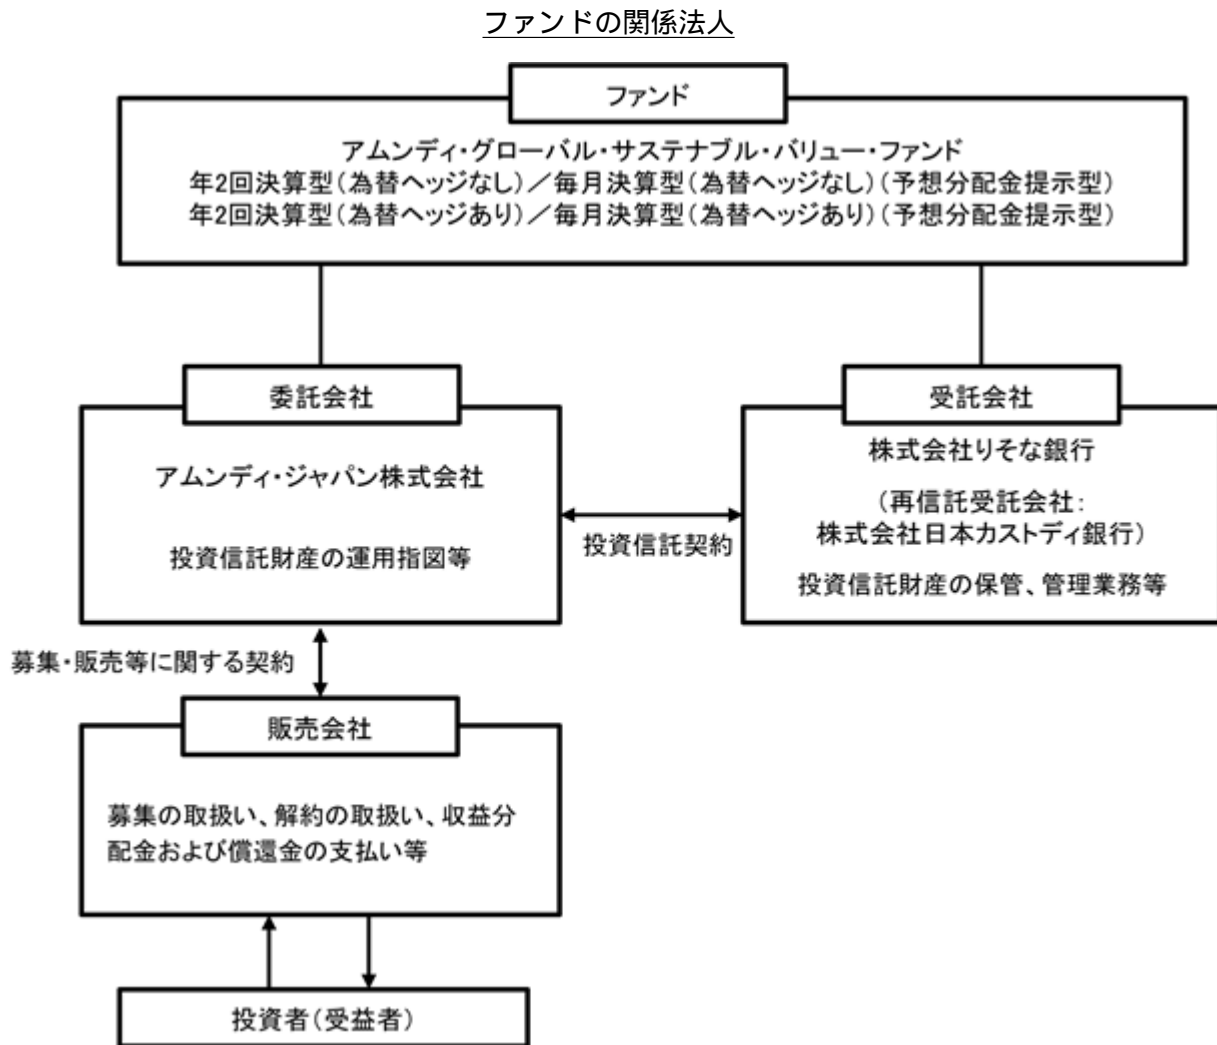 ファンドの関係法人
ファンド
アムンディ・グローバル・サステナブル・バリュー・ファンド
年2回決算型(為替ヘッジなし)／毎月決算型(為替ヘッジなし)(予想分配金提示型)
年2回決算型(為替ヘッジあり)／毎月決算型(為替ヘッジあり)(予想分配金提示型)
委託会社
アムンディ・ジャパン株式会社
投資信託財産の運用指図等
投資信託契約
受託会社
株式会社りそな銀行
(再信託受託会社:
株式会社日本カストディ銀行)
投資信託財産の保管、管理業務等
募集・販売等に関する契約
販売会社
募集の取扱い、解約の取扱い、収益分
配金および償還金の支払い等
投資者(受益者)